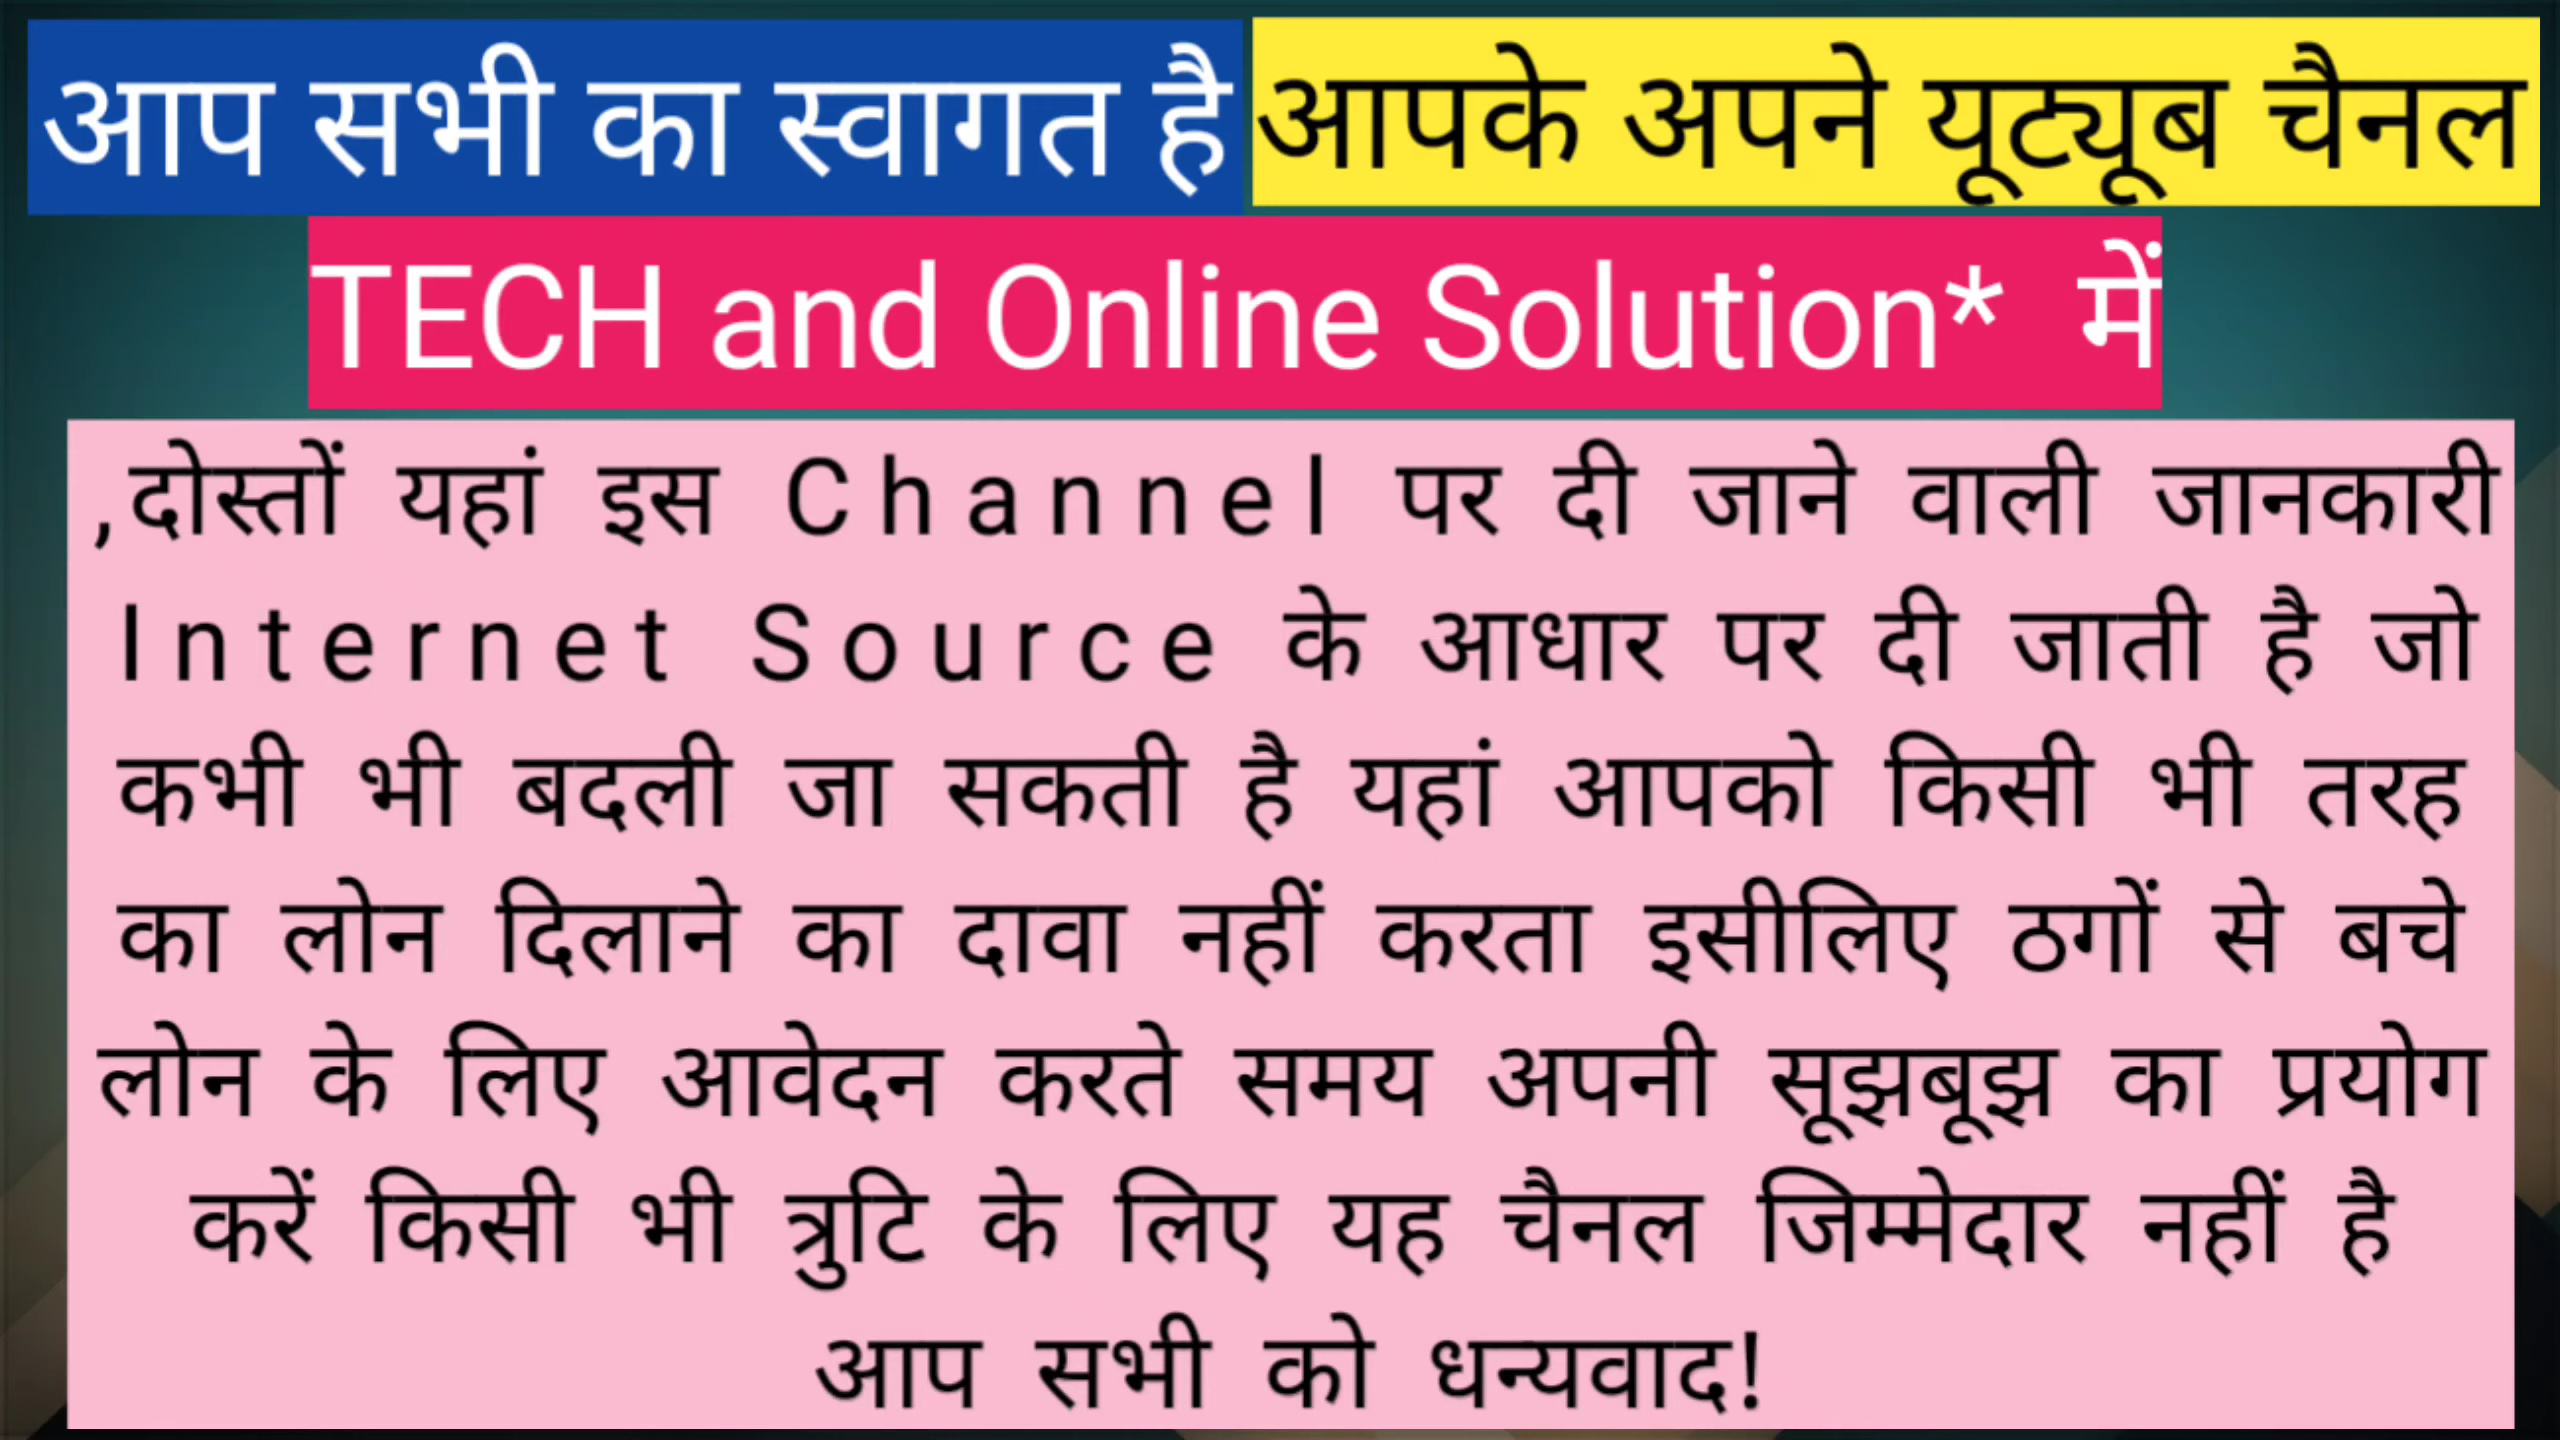 आप सभी का स्वागत है आपके अपने यूट्यूब चैनल
TECH and Online Solution* में
,दोस्तों यहां इस Channel पर दी जाने वाली जानकारी
Internet Source के आधार पर दी जाती है जो
कभी भी बदली जा सकती है यहां आपको किसी भी तरह
का लोन दिलाने का दावा नहीं करता इसीलिए ठगों से बचे
लोन के लिए आवेदन करते समय अपनी सूझबूझ का प्रयोग
करें किसी भी त्रुटि के लिए यह चैनल जिम्मेदार नहीं है
आप सभी को धन्यवाद!